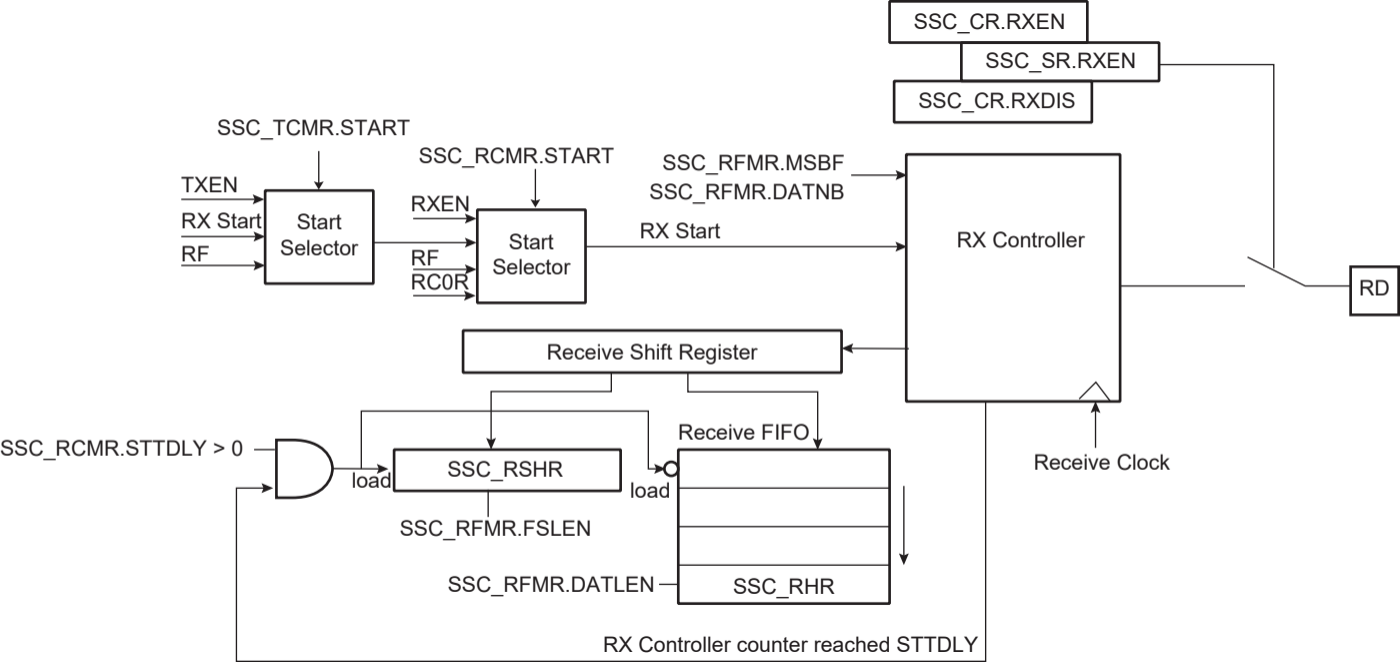 SSC_CR.RXEN
SSC_SR.RXEN
SSC_CR.RXDIS
SSC_TCMR.START
SSC_RCMR.START
SSC_RFMR.MSBF
SSC_RFMR.DATNB
TXEN
RX Start
RF
Start
Selector
RXEN
RF
RC0R
Start
Selector
RX Start
RX Controller
RD
Receive Shift Register
SSC_RCMR.STTDLY > 0
load
SSC_RSHR
SSC_RFMR.FSLEN
Receive FIFO
load
Receive Clock
SSC_RFMR.DATLEN
SSC_RHR
RX Controller counter reached STTDLY